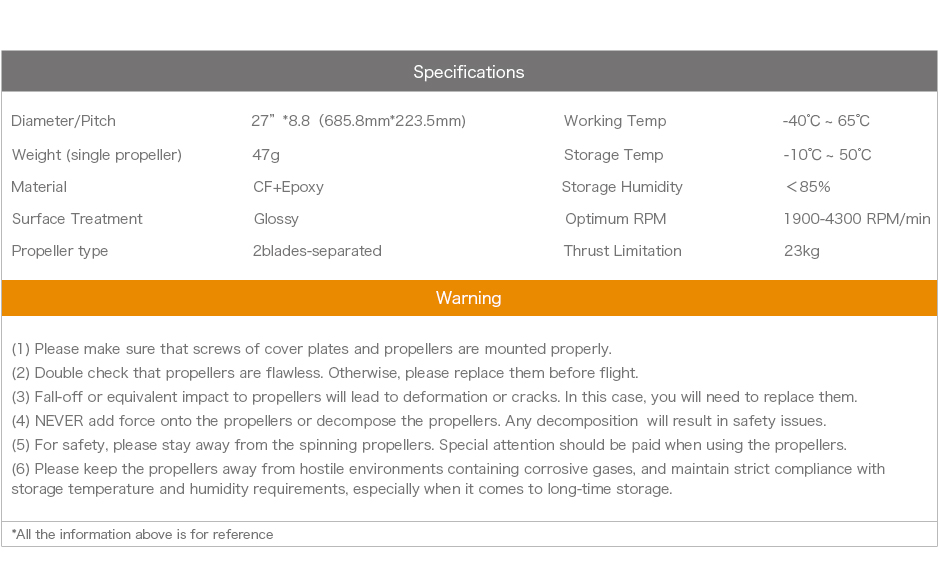 Specifications
Diameter/Pitch 27” *8.8 (685.8mm*223.5mm) Working Temp -40℃ ~ 65℃
Weight (single propeller) 47g Storage Temp -10℃ ~ 50℃
Material CF+Epoxy Storage Humidity ＜85%
Surface Treatment Glossy Optimum RPM 1900-4300 RPM/min
Propeller type 2blades-separated Thrust Limitation 23kg
Warning
(1) Please make sure that screws of cover plates and propellers are mounted properly.
(2) Double check that propellers are flawless. Otherwise, please replace them before flight.
(3) Fall-off or equivalent impact to propellers will lead to deformation or cracks. In this case, you will need to replace them.
(4) NEVER add force onto the propellers or decompose the propellers. Any decomposition will result in safety issues.
(5) For safety, please stay away from the spinning propellers. Special attention should be paid when using the propellers.
(6) Please keep the propellers away from hostile environments containing corrosive gases, and maintain strict compliance with
storage temperature and humidity requirements, especially when it comes to long-time storage.
*All the information above is for reference